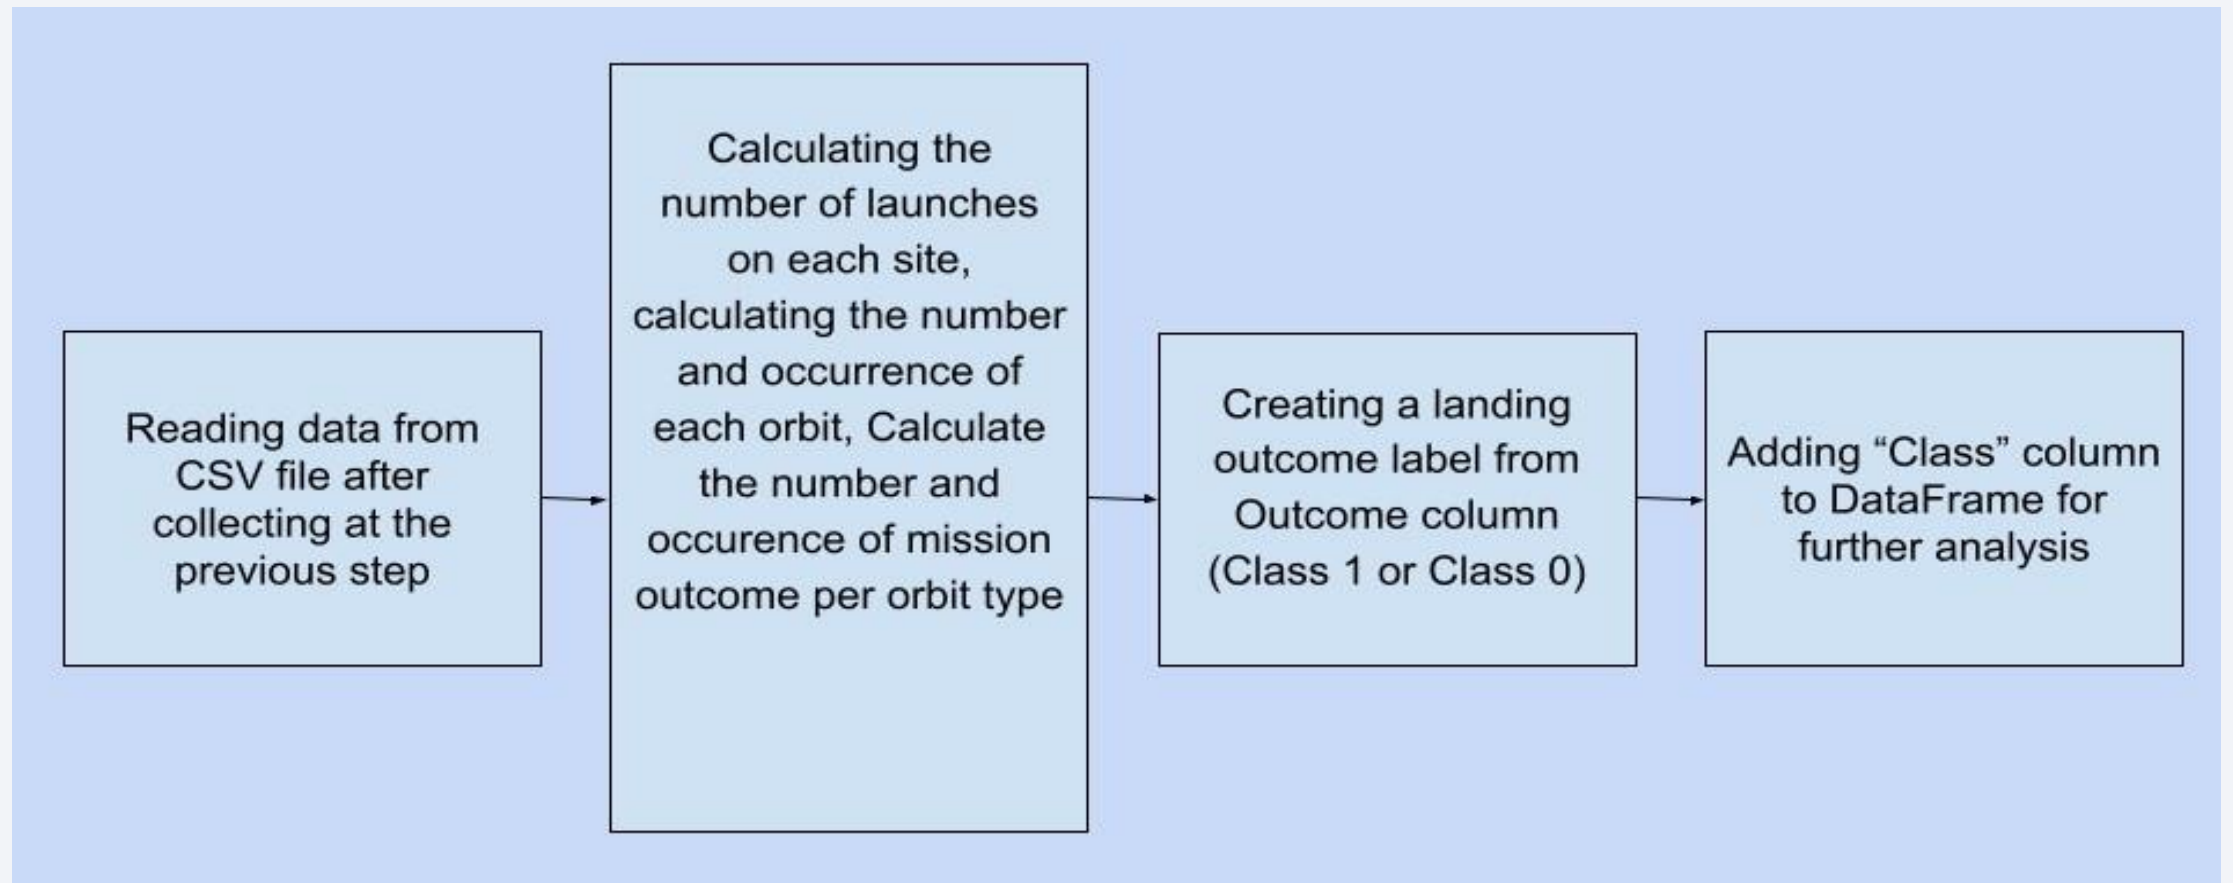 Reading data from
CSV file after
collecting at the
previous step
Calculating the
number of launches
on each site,
calculating the number
and occurrence of
each orbit, Calculate
the number and
occurence of mission
outcome per orbit type
Creating a landing
outcome label from
Outcome column
(Class 1 or Class 0)
Adding “Class” column
to DataFrame for
further analysis